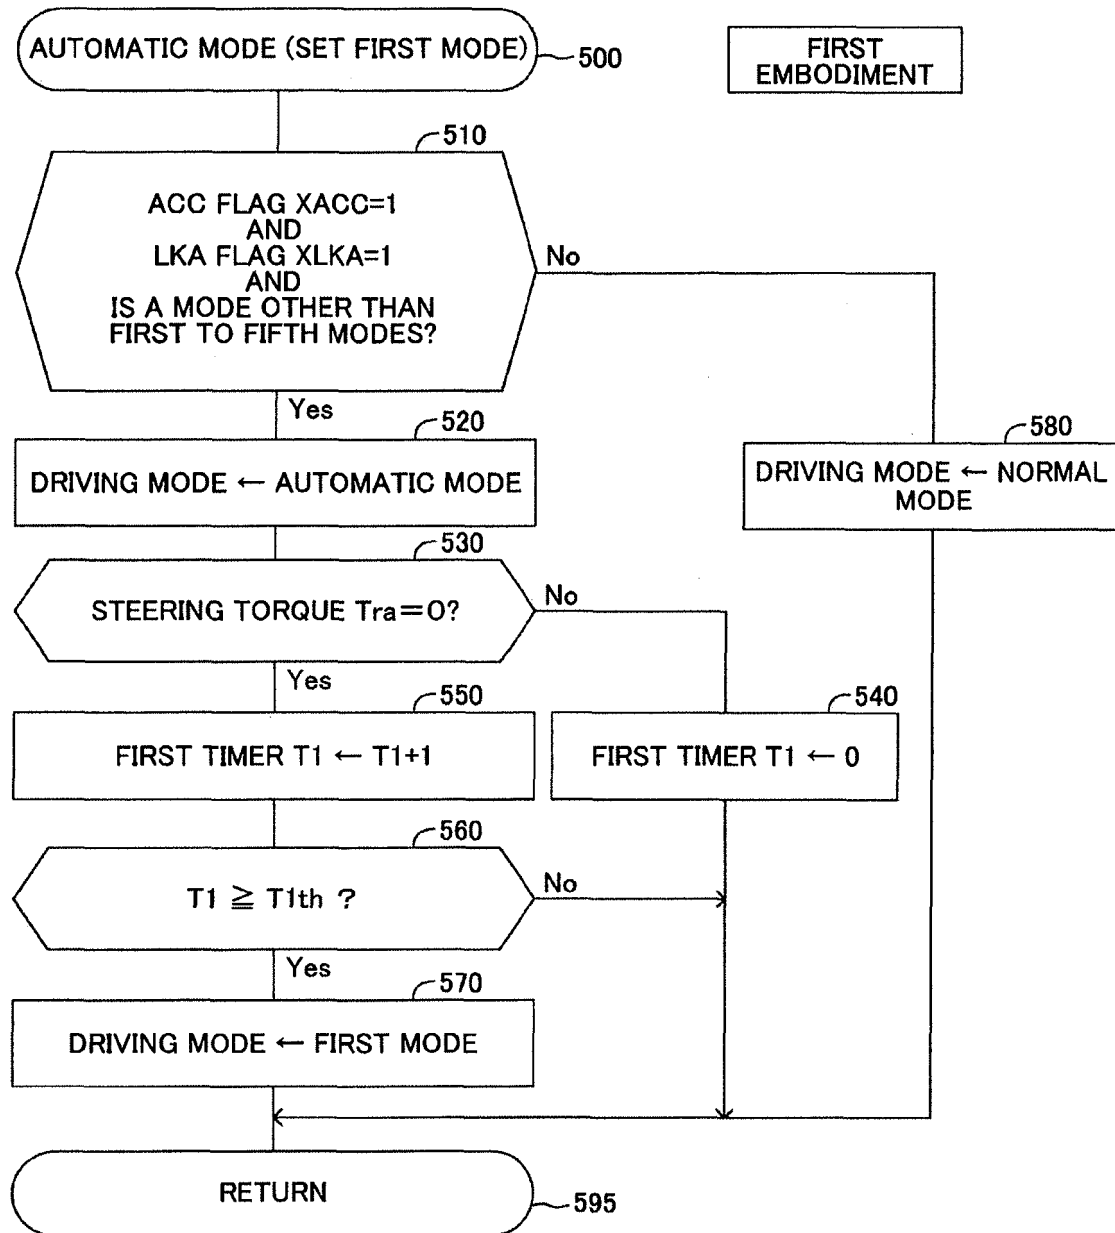 AUTOMATIC MODE (SET FIRST MODE)
500
FIRST
EMBODIMENT
510
ACC FLAG XACC=1
AND
LKA FLAG XLKA=1
AND
IS A MODE OTHER THAN
FIRST TO FIFTH MODES?
No
Yes
520
DRIVING MODE ← AUTOMATIC MODE
580
DRIVING MODE ← NORMAL
MODE
530
STEERING TORQUE Tra=0?
No
Yes
550
FIRST TIMER T1 ← T1+1
540
FIRST TIMER T1 ← 0
560
T1 ≧ T1th ?
No
Yes
570
DRIVING MODE ← FIRST MODE
RETURN
595